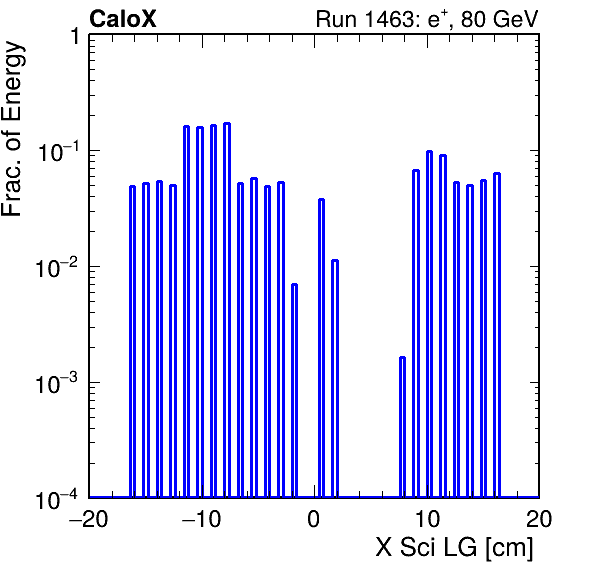 CaloX Run 1463: e⁺, 80 GeV
Frac. of Energy
1
10⁻¹
10⁻²
10⁻³
10⁻⁴
−20 −10 0 10 20
X Sci LG [cm]